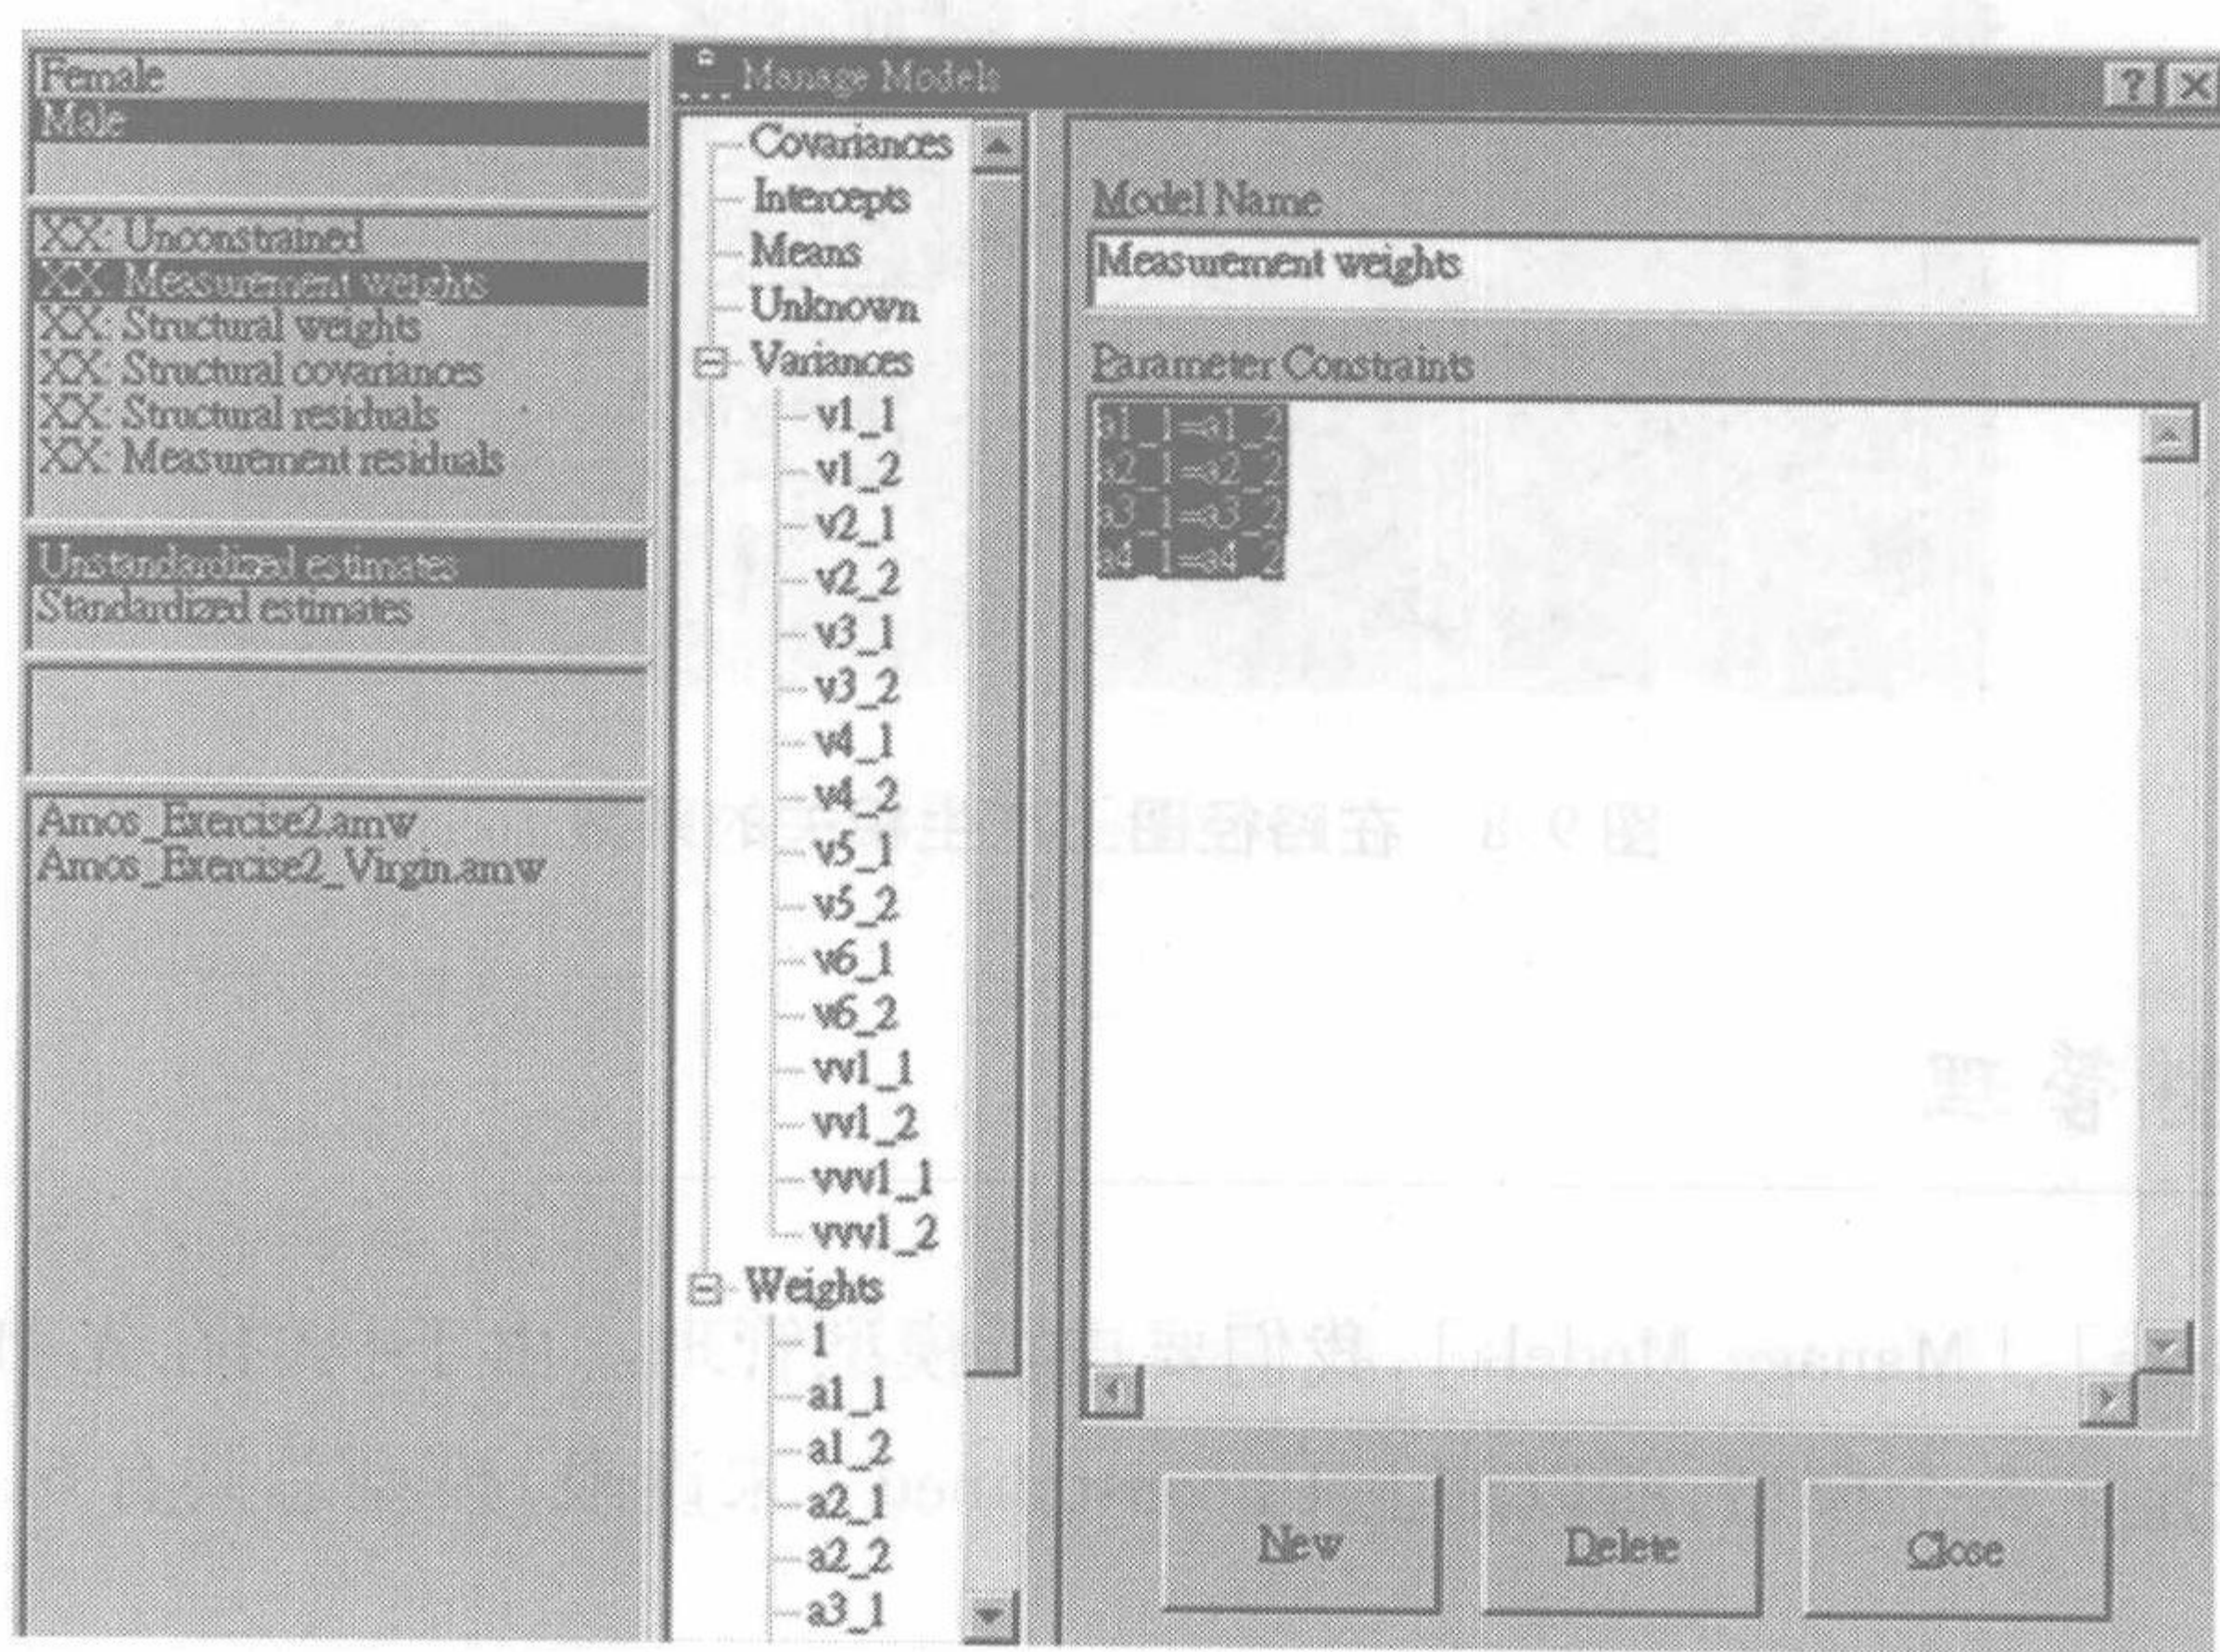 Female
Male
XX: Unconstrained
XX: Measurement weights
XX: Structural weights
XX: Structural covariances
XX: Structural residuals
XX: Measurement residuals
Unstandardized estimates
Standardized estimates
Amos_Exercise2.amw
Amos_Exercise2_Virgin.amw
Manage Models
Covariances
Intercepts
Means
Unknown
Variances
v1_1
v1_2
v2_1
v2_2
v3_1
v3_2
v4_1
v4_2
v5_1
v5_2
v6_1
v6_2
vv1_1
vv1_2
vvv1_1
vvv1_2
Weights
1
a1_1
a1_2
a2_1
a2_2
a3_1
Model Name
Measurement weights
Parameter Constraints
a1_1=a1_2
a2_1=a2_2
a3_1=a3_2
a4_1=a4_2
New
Delete
Close